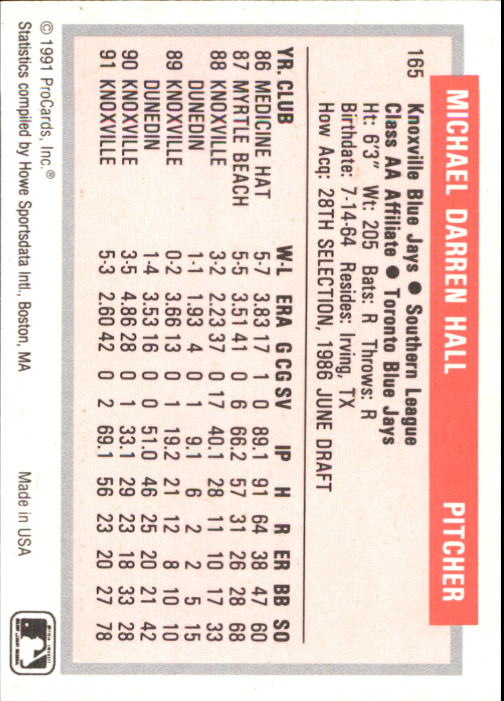 MICHAEL DARREN HALL PITCHER
165 Knoxville Blue Jays ● Southern League
Class AA Affiliate ● Toronto Blue Jays
Ht: 6'3" Wt: 205 Bats: R Throws: R
Birthdate: 7-14-64 Resides: Irving, TX
How Acq: 28TH SELECTION, 1986 JUNE DRAFT
YR. CLUB W-L ERA G CG SV IP H R ER BB SO
86 MEDICINE HAT 5-7 3.83 17 1 0 89.1 91 64 38 47 60
87 MYRTLE BEACH 5-5 3.51 41 0 6 66.2 57 31 26 28 68
88 KNOXVILLE 3-2 2.23 37 0 17 40.1 28 11 10 17 33
DUNEDIN 1-1 1.93 4 0 1 9.1 6 2 2 5 15
89 KNOXVILLE 0-2 3.66 13 0 1 19.2 21 12 8 10 10
DUNEDIN 1-4 3.53 16 0 0 51.0 46 25 20 21 42
90 KNOXVILLE 3-5 4.86 28 0 1 33.1 29 23 18 33 28
91 KNOXVILLE 5-3 2.60 42 0 2 69.1 56 23 20 27 78
© 1991 ProCards, Inc.® Made in USA
Statistics compiled by Howe Sportsdata Intl., Boston, MA